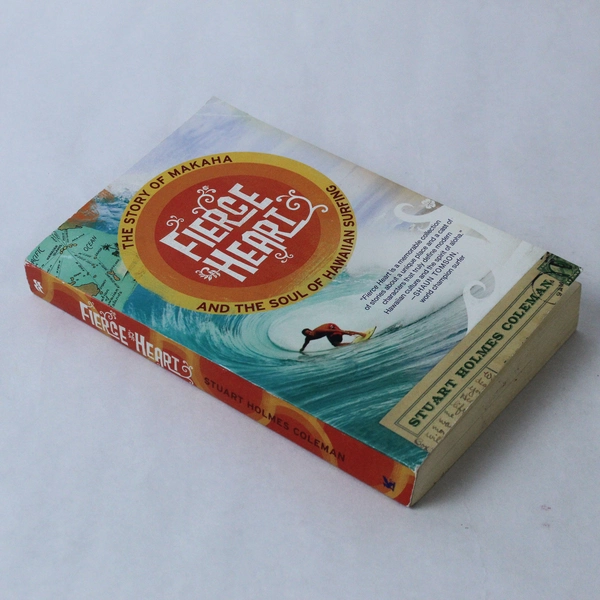 THE STORY OF MAKAHA
FIERCE
HEART
AND THE SOUL OF HAWAIIAN SURFING
"Fierce Heart is a memorable collection
of stories about a unique place and a cast of
characters that truly define modern
Hawaiian culture and the spirit of aloha."
—SHAUN TOMSON,
world champion surfer
STUART HOLMES COLEMAN
PACIFIC
OCEAN
FIERCE HEART
STUART HOLMES COLEMAN